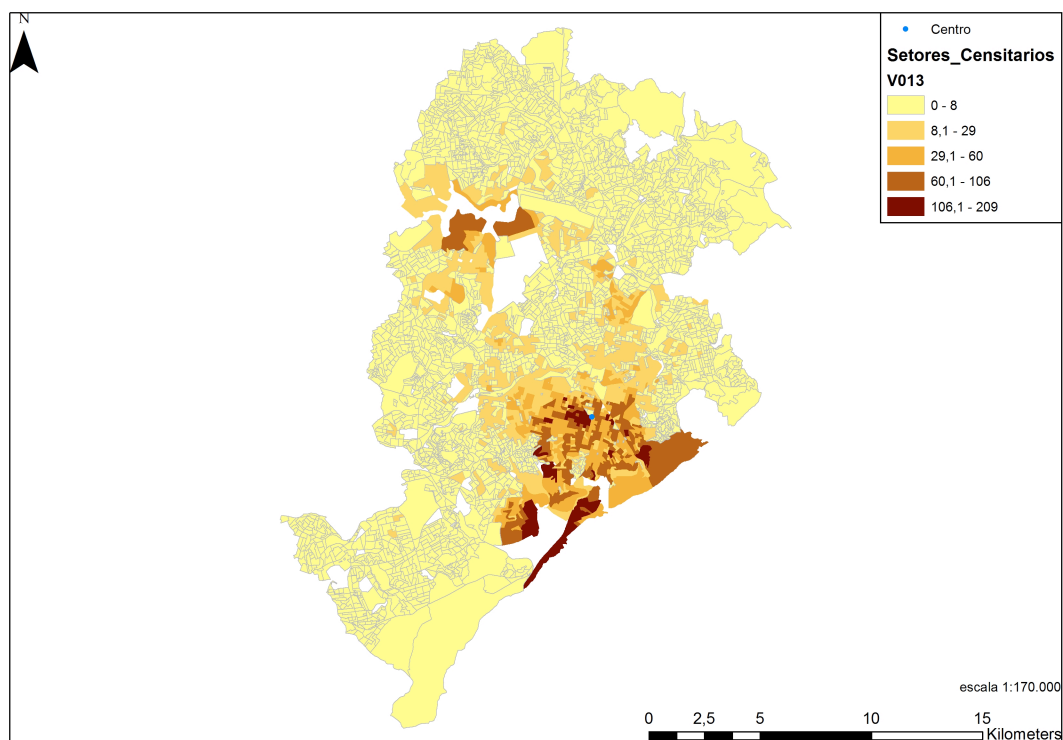 N
Centro
Setores_Censitarios
V013
0 - 8
8,1 - 29
29,1 - 60
60,1 - 106
106,1 - 209
escala 1:170.000
0 2,5 5 10 15
Kilometers